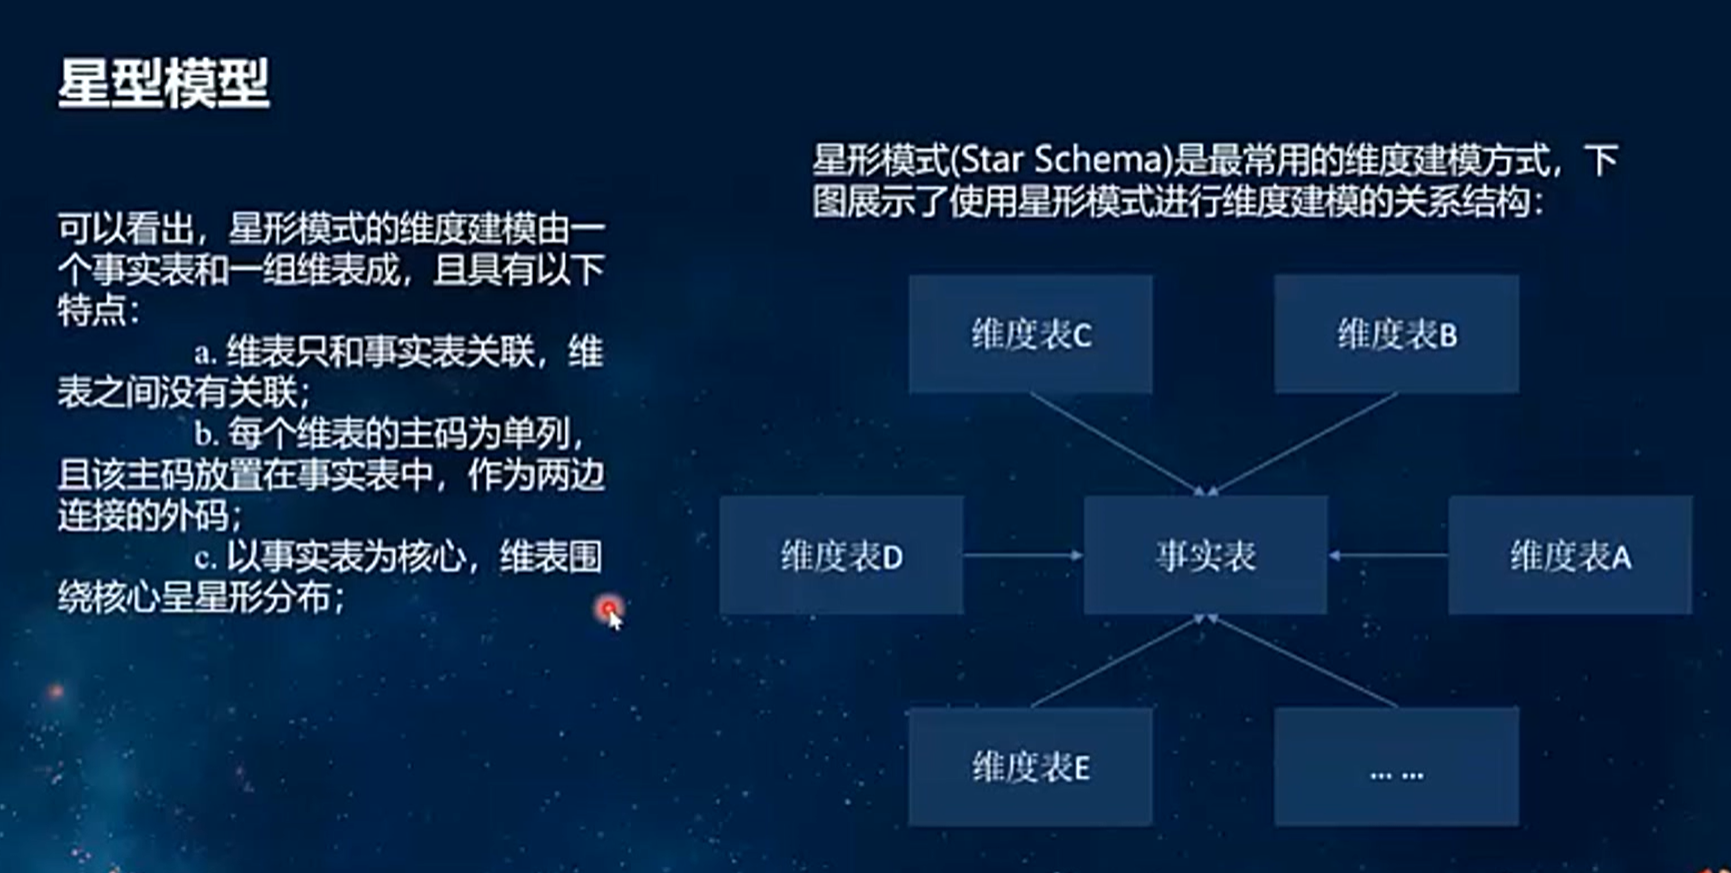 星型模型
可以看出，星形模式的维度建模由一
个事实表和一组维表成，且具有以下
特点：
a. 维表只和事实表关联，维
表之间没有关联；
b. 每个维表的主码为单列，
且该主码放置在事实表中，作为两边
连接的外码；
c. 以事实表为核心，维表围
绕核心呈星形分布；
星形模式(Star Schema)是最常用的维度建模方式，下
图展示了使用星形模式进行维度建模的关系结构：
维度表C
维度表B
维度表D
事实表
维度表A
维度表E
... ...